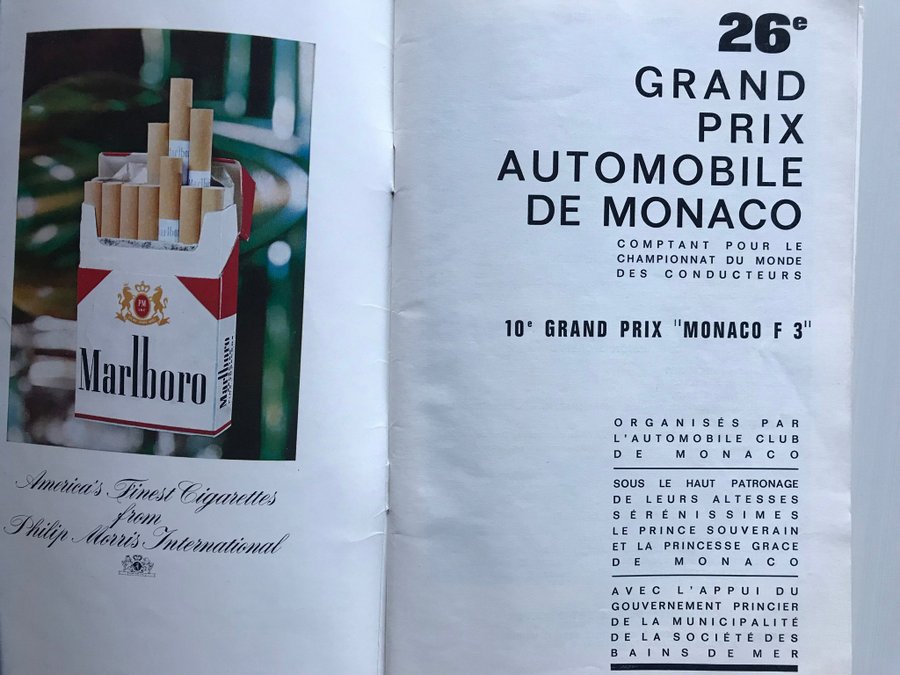 Marlboro
Marlboro
America's Finest Cigarettes
from
Philip Morris International
26e
GRAND
PRIX
AUTOMOBILE
DE MONACO
COMPTANT POUR LE
CHAMPIONNAT DU MONDE
DES CONDUCTEURS
10e GRAND PRIX "MONACO F 3"
ORGANISÉS PAR
L'AUTOMOBILE CLUB
DE MONACO
SOUS LE HAUT PATRONAGE
DE LEURS ALTESSES
SÉRÉNISSIMES
LE PRINCE SOUVERAIN
ET LA PRINCESSE GRACE
DE MONACO
AVEC L'APPUI DU
GOUVERNEMENT PRINCIER
DE LA MUNICIPALITÉ
DE LA SOCIÉTÉ DES
BAINS DE MER